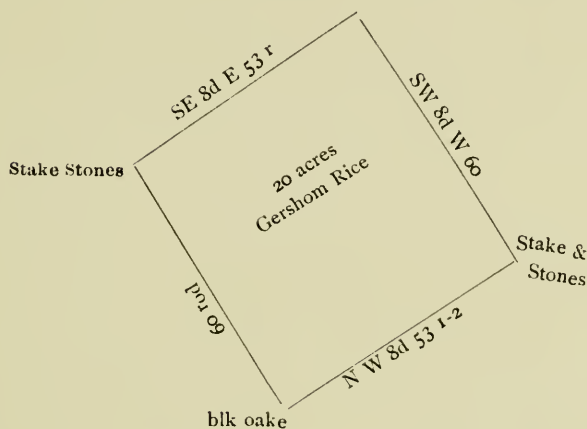 SE 8d E 53 r
SW 8d W 60
Stake Stones
20 acres
Gershom Rice
Stake &
Stones
60 rod
N W 8d 53 1-2
blk oake